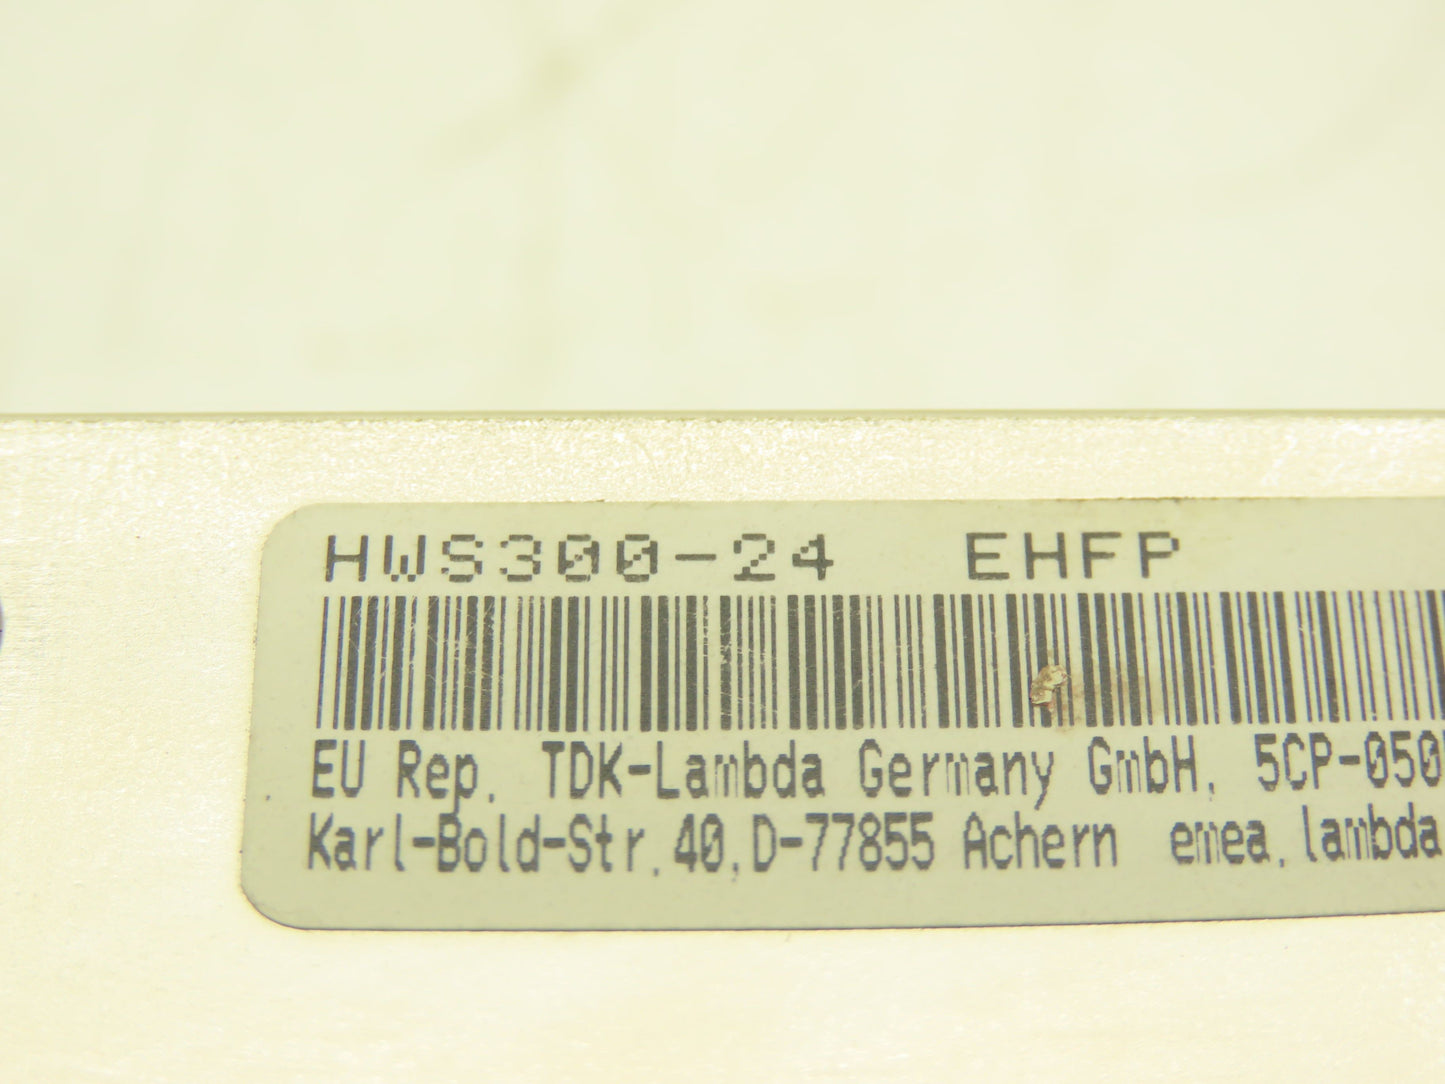 HWS300-24 EHFP
EU Rep. TDK-Lambda Germany GmbH. 5CP-050
Karl-Bold-Str.40,D-77855 Achern emea.lambda